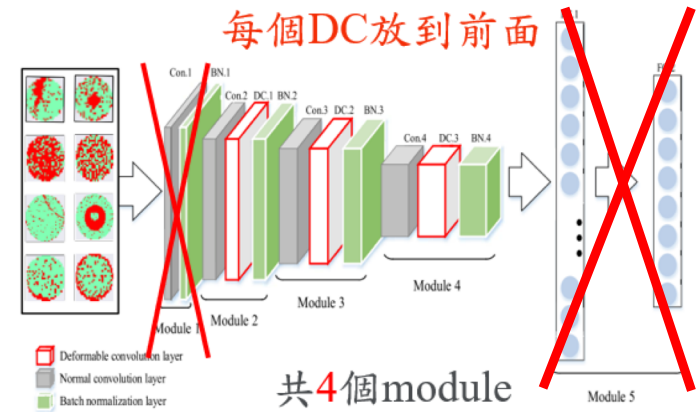 每個DC放到前面
Con.1
BN.1
Con.2
DC.1
BN.2
Con.3
DC.2
BN.3
Con.4
DC.3
BN.4
Module 1
Module 2
Module 3
Module 4
Module 5
Deformable convolution layer
Normal convolution layer
Batch normalization layer
共4個module